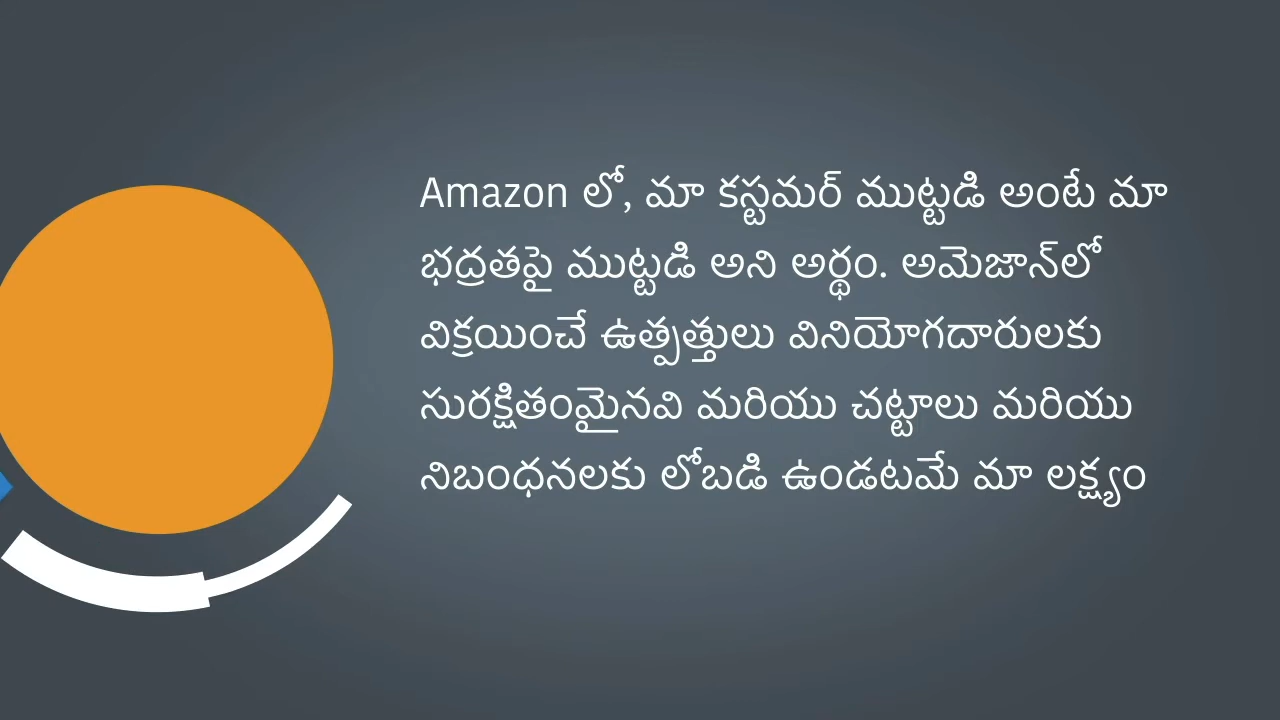 Amazon లో, మా కస్టమర్ ముట్టడి అంటే మా
భద్రతపై ముట్టడి అని అర్థం. అమెజాన్‌లో
విక్రయించే ఉత్పత్తులు వినియోగదారులకు
సురక్షితంమైనవి మరియు చట్టాలు మరియు
నిబంధనలకు లోబడి ఉండటమే మా లక్ష్యం